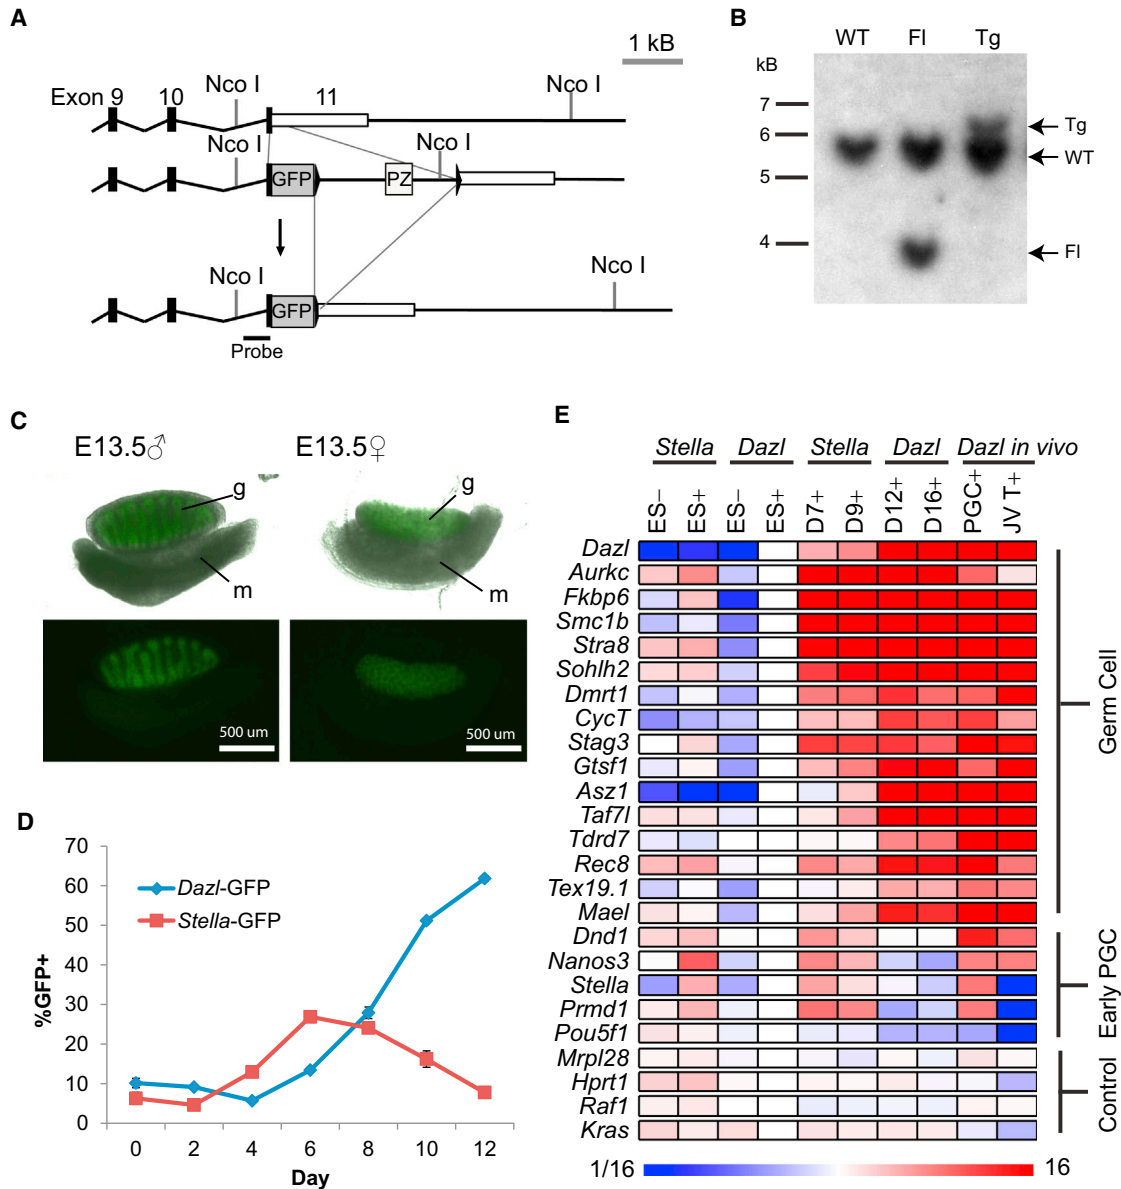 A
1 kB
Nco I
Nco I
Exon 9
10
11
Nco I
Nco I
GFP
PZ
Nco I
Nco I
GFP
Probe
B
WT
Fl
Tg
kB
7
6
5
4
Tg
WT
Fl
C
E13.5♂
E13.5♀
g
m
g
m
500 um
500 um
D
70
60
50
40
30
20
10
0
%GFP+
Dazl-GFP
Stella-GFP
0 2 4 6 8 10 12
Day
E
Stella Dazl Stella Dazl Dazl in vivo
ES– ES+ ES– ES+ D7+ D9+ D12+ D16+ PGC+ JV T+
Dazl
Aurkc
Fkbp6
Smc1b
Stra8
Sohlh2
Dmrt1
CycT
Stag3
Gtsf1
Asz1
Taf7l
Tdrd7
Rec8
Tex19.1
Mael
Dnd1
Nanos3
Stella
Prmd1
Pou5f1
Mrpl28
Hprt1
Raf1
Kras
Germ Cell
Early PGC
Control
1/16
16